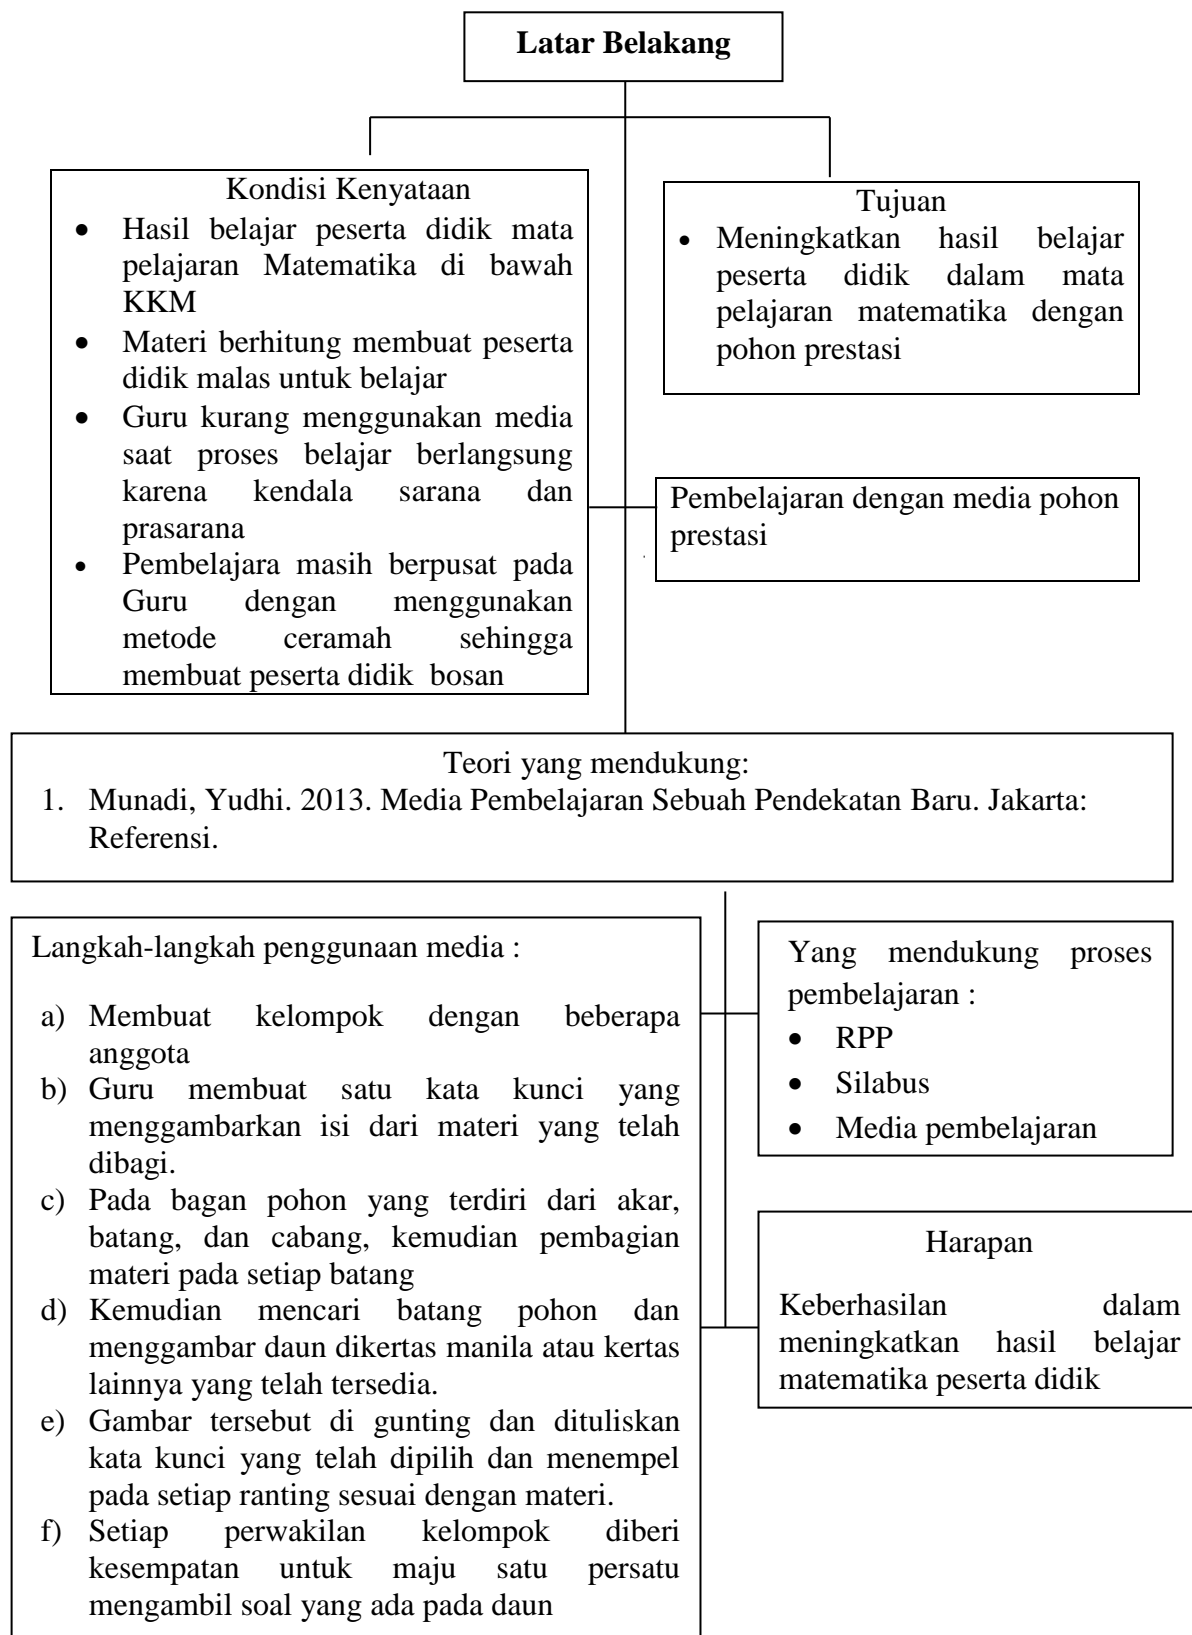 Latar Belakang
Kondisi Kenyataan
• Hasil belajar peserta didik mata
pelajaran Matematika di bawah
KKM
• Materi berhitung membuat peserta
didik malas untuk belajar
• Guru kurang menggunakan media
saat proses belajar berlangsung
karena kendala sarana dan
prasarana
• Pembelajara masih berpusat pada
Guru dengan menggunakan
metode ceramah sehingga
membuat peserta didik bosan
Tujuan
• Meningkatkan hasil belajar
peserta didik dalam mata
pelajaran matematika dengan
pohon prestasi
Pembelajaran dengan media pohon
prestasi
Teori yang mendukung:
1. Munadi, Yudhi. 2013. Media Pembelajaran Sebuah Pendekatan Baru. Jakarta:
Referensi.
Langkah-langkah penggunaan media :
a) Membuat kelompok dengan beberapa
anggota
b) Guru membuat satu kata kunci yang
menggambarkan isi dari materi yang telah
dibagi.
c) Pada bagan pohon yang terdiri dari akar,
batang, dan cabang, kemudian pembagian
materi pada setiap batang
d) Kemudian mencari batang pohon dan
menggambar daun dikertas manila atau kertas
lainnya yang telah tersedia.
e) Gambar tersebut di gunting dan dituliskan
kata kunci yang telah dipilih dan menempel
pada setiap ranting sesuai dengan materi.
f) Setiap perwakilan kelompok diberi
kesempatan untuk maju satu persatu
mengambil soal yang ada pada daun
Yang mendukung proses
pembelajaran :
• RPP
• Silabus
• Media pembelajaran
Harapan
Keberhasilan dalam
meningkatkan hasil belajar
matematika peserta didik